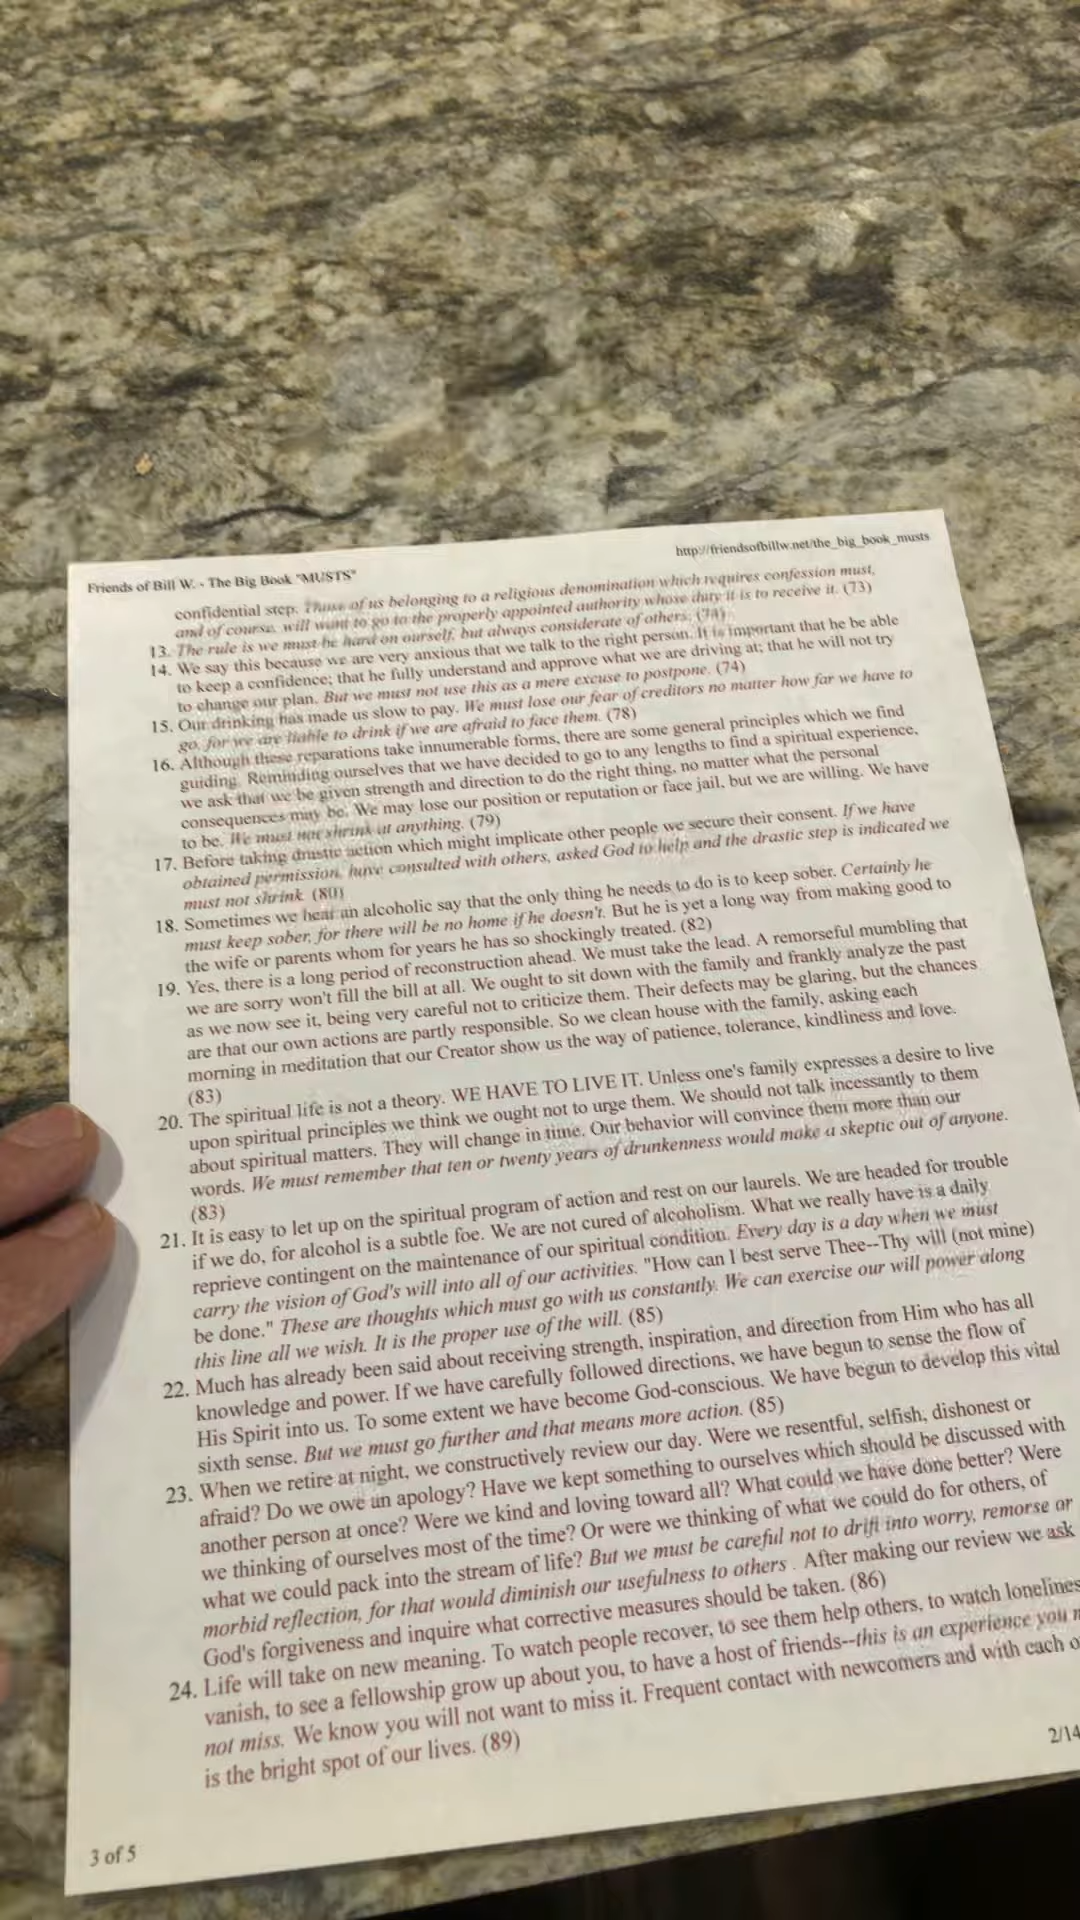 Friends of Bill W. - The Big Book "MUSTS"
http://friendsofbillw.net/the_big_book_musts
confidential step. Those of us belonging to a religious denomination which requires confession must,
and of course, will want to go to the properly appointed authority whose duty it is to receive it. (73)
13. The rule is we must be hard on ourself, but always considerate of others. (74)
14. We say this because we are very anxious that we talk to the right person. It is important that he be able
to keep a confidence; that he fully understand and approve what we are driving at; that he will not try
to change our plan. But we must not use this as a mere excuse to postpone. (74)
15. Our drinking has made us slow to pay. We must lose our fear of creditors no matter how far we have to
go, for we are liable to drink if we are afraid to face them. (78)
16. Although these reparations take innumerable forms, there are some general principles which we find
guiding. Reminding ourselves that we have decided to go to any lengths to find a spiritual experience,
we ask that we be given strength and direction to do the right thing, no matter what the personal
consequences may be. We may lose our position or reputation or face jail, but we are willing. We have
to be. We must not shrink at anything. (79)
17. Before taking drastic action which might implicate other people we secure their consent. If we have
obtained permission, have consulted with others, asked God to help and the drastic step is indicated we
must not shrink. (80)
18. Sometimes we hear an alcoholic say that the only thing he needs to do is to keep sober. Certainly he
must keep sober, for there will be no home if he doesn't. But he is yet a long way from making good to
the wife or parents whom for years he has so shockingly treated. (82)
19. Yes, there is a long period of reconstruction ahead. We must take the lead. A remorseful mumbling that
we are sorry won't fill the bill at all. We ought to sit down with the family and frankly analyze the past
as we now see it, being very careful not to criticize them. Their defects may be glaring, but the chances
are that our own actions are partly responsible. So we clean house with the family, asking each
morning in meditation that our Creator show us the way of patience, tolerance, kindliness and love.
(83)
20. The spiritual life is not a theory. WE HAVE TO LIVE IT. Unless one's family expresses a desire to live
upon spiritual principles we think we ought not to urge them. We should not talk incessantly to them
about spiritual matters. They will change in time. Our behavior will convince them more than our
words. We must remember that ten or twenty years of drunkenness would make a skeptic out of anyone.
(83)
21. It is easy to let up on the spiritual program of action and rest on our laurels. We are headed for trouble
if we do, for alcohol is a subtle foe. We are not cured of alcoholism. What we really have is a daily
reprieve contingent on the maintenance of our spiritual condition. Every day is a day when we must
carry the vision of God's will into all of our activities. "How can I best serve Thee--Thy will (not mine)
be done." These are thoughts which must go with us constantly. We can exercise our will power along
this line all we wish. It is the proper use of the will. (85)
22. Much has already been said about receiving strength, inspiration, and direction from Him who has all
knowledge and power. If we have carefully followed directions, we have begun to sense the flow of
His Spirit into us. To some extent we have become God-conscious. We have begun to develop this vital
sixth sense. But we must go further and that means more action. (85)
23. When we retire at night, we constructively review our day. Were we resentful, selfish, dishonest or
afraid? Do we owe an apology? Have we kept something to ourselves which should be discussed with
another person at once? Were we kind and loving toward all? What could we have done better? Were
we thinking of ourselves most of the time? Or were we thinking of what we could do for others, of
what we could pack into the stream of life? But we must be careful not to drift into worry, remorse or
morbid reflection, for that would diminish our usefulness to others . After making our review we ask
God's forgiveness and inquire what corrective measures should be taken. (86)
24. Life will take on new meaning. To watch people recover, to see them help others, to watch lonelines
vanish, to see a fellowship grow up about you, to have a host of friends--this is an experience you
not miss. We know you will not want to miss it. Frequent contact with newcomers and with each
is the bright spot of our lives. (89)
2/14
3 of 5